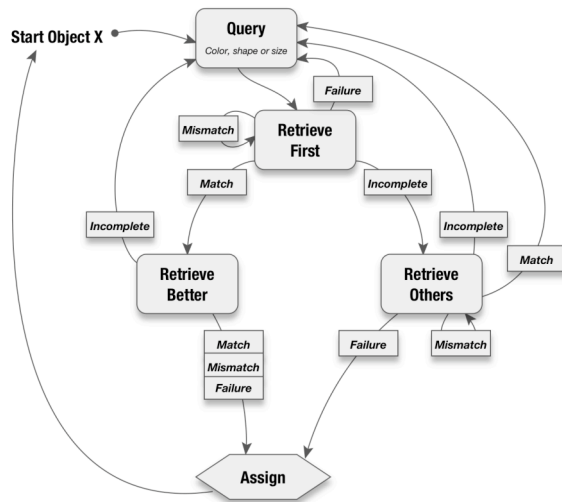 Start Object X
Query
Color, shape or size
Failure
Mismatch
Retrieve
First
Match
Incomplete
Incomplete
Incomplete
Retrieve
Better
Retrieve
Others
Match
Match
Mismatch
Failure
Failure
Mismatch
Assign